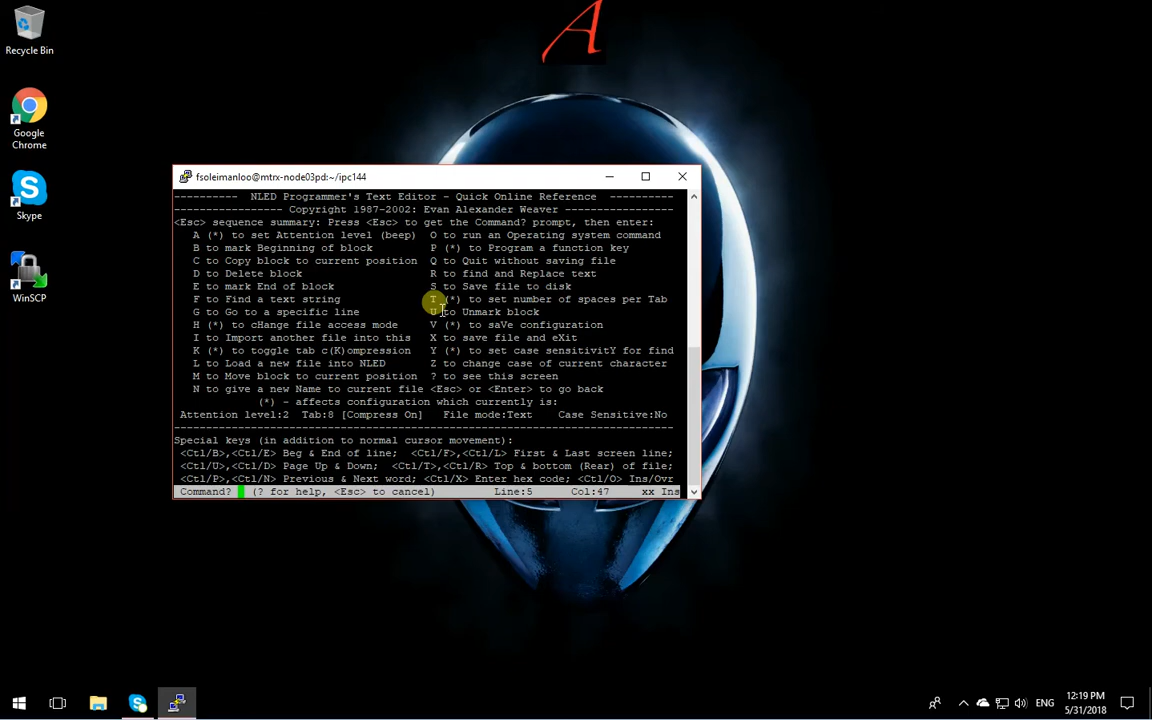 Recycle Bin
Google
Chrome
Skype
WinSCP
A
fsoleimanloo@mtrx-node03pd:~/ipc144
---------- NLED Programmer's Text Editor - Quick Online Reference ----------
---------------- Copyright 1987-2002: Evan Alexander Weaver ----------------
<Esc> sequence summary: Press <Esc> to get the Command? prompt, then enter:
A (*) to set Attention level (beep) O to run an Operating system command
B to mark Beginning of block P (*) to Program a function key
C to Copy block to current position Q to Quit without saving file
D to Delete block R to find and Replace text
E to mark End of block S to Save file to disk
F to Find a text string T (*) to set number of spaces per Tab
G to Go to a specific line U to Unmark block
H (*) to cHange file access mode V (*) to saVe configuration
I to Import another file into this X to save file and eXit
K (*) to toggle tab c(K)ompression Y (*) to set case sensitivitY for find
L to Load a new file into NLED Z to change case of current character
M to Move block to current position ? to see this screen
N to give a new Name to current file <Esc> or <Enter> to go back
(*) - affects configuration which currently is:
Attention level:2 Tab:8 [Compress On] File mode:Text Case Sensitive:No
----------------------------------------------------------------------------
Special keys (in addition to normal cursor movement):
<Ctl/B>,<Ctl/E> Beg & End of line; <Ctl/F>,<Ctl/L> First & Last screen line;
<Ctl/U>,<Ctl/D> Page Up & Down; <Ctl/T>,<Ctl/R> Top & bottom (Rear) of file;
<Ctl/P>,<Ctl/N> Previous & Next word; <Ctl/X> Enter hex code; <Ctl/O> Ins/Ovr
Command? (? for help, <Esc> to cancel) Line:5 Col:47 xx Ins
ENG
12:19 PM
5/31/2018